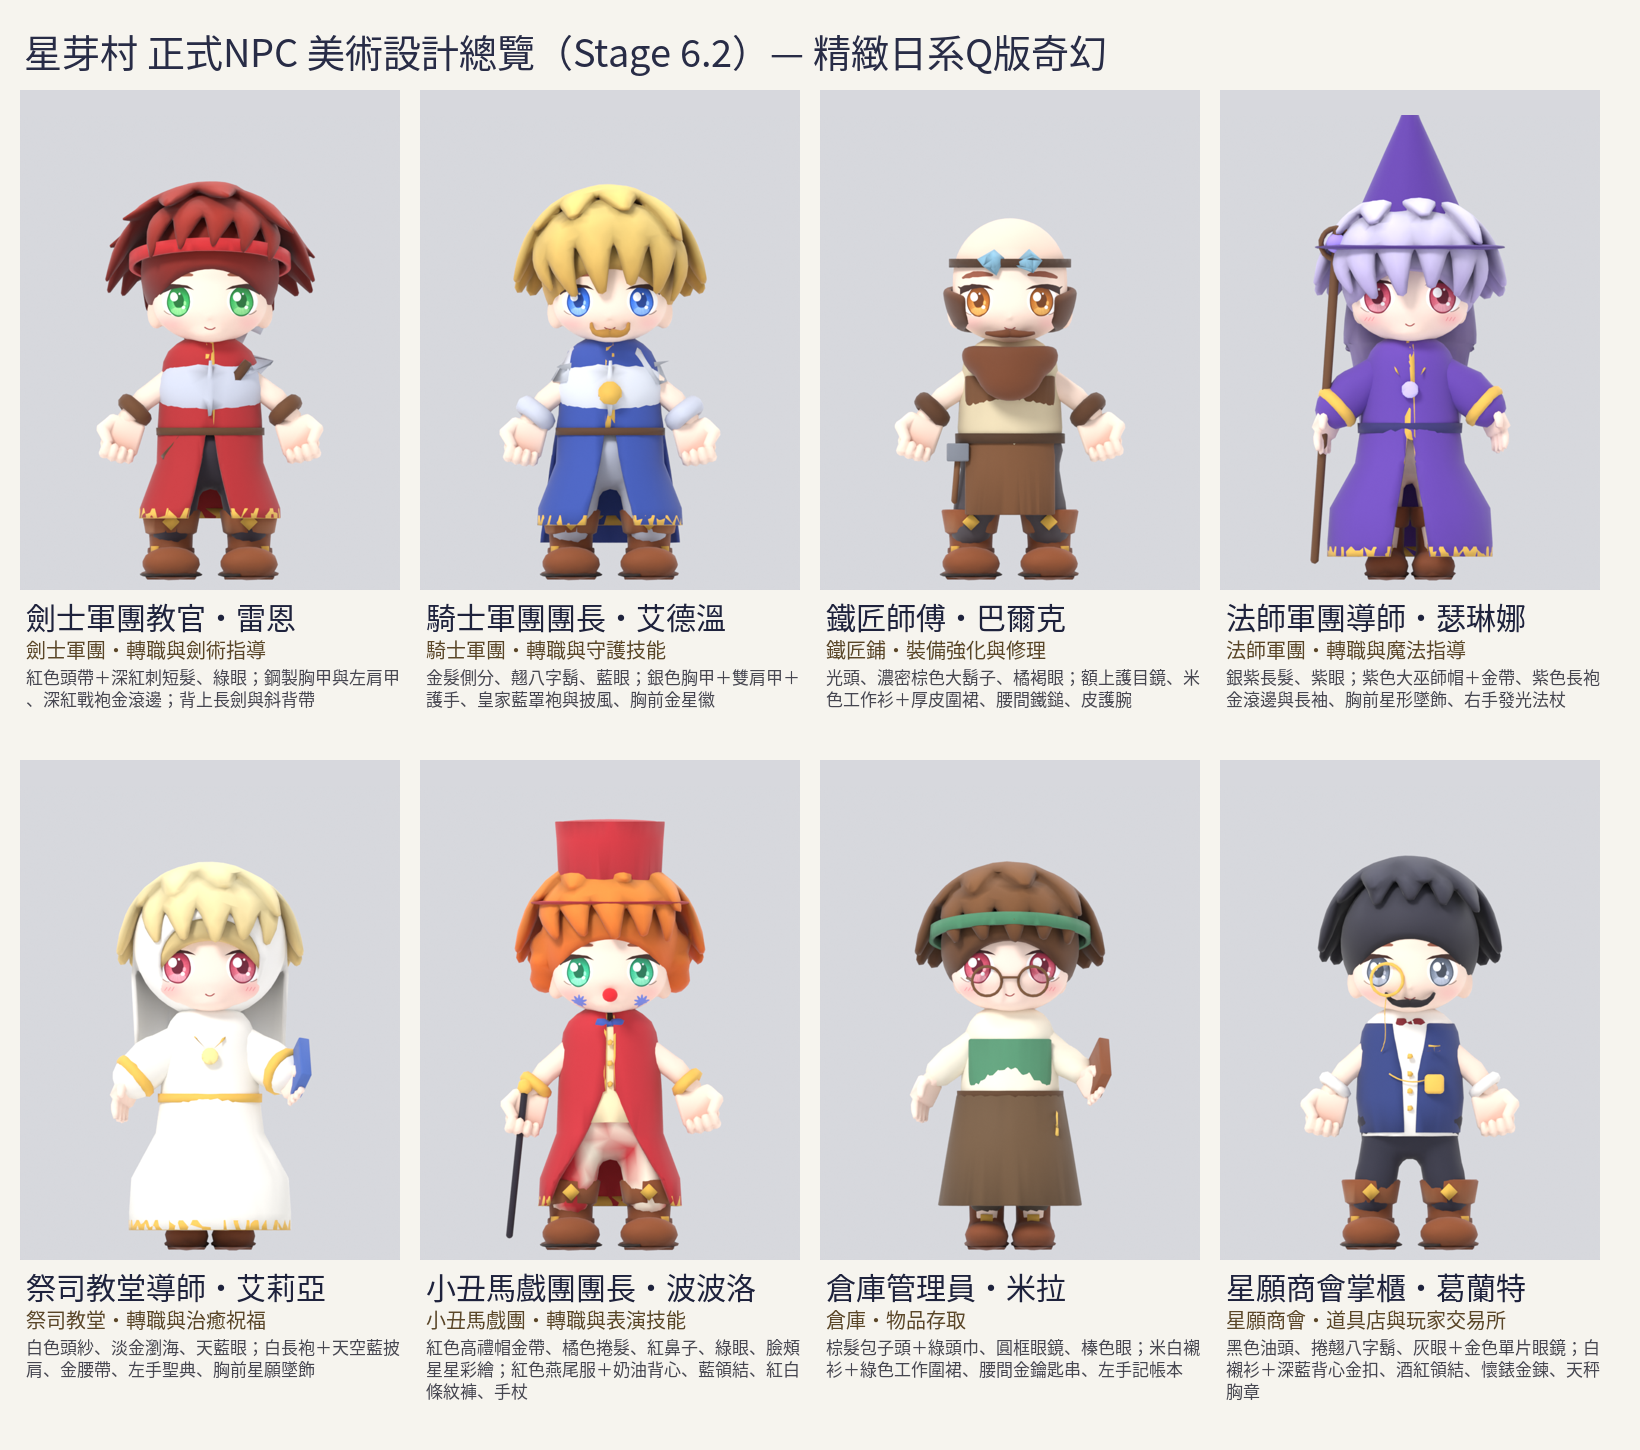 星芽村 正式NPC 美術設計總覽（Stage 6.2）— 精緻日系Q版奇幻
劍士軍團教官・雷恩
劍士軍團・轉職與劍術指導
紅色頭帶＋深紅刺短髮、綠眼；鋼製胸甲與左肩甲
、深紅戰袍金滾邊；背上長劍與斜背帶
騎士軍團團長・艾德溫
騎士軍團・轉職與守護技能
金髮側分、翹八字鬍、藍眼；銀色胸甲＋雙肩甲＋
護手、皇家藍罩袍與披風、胸前金星徽
鐵匠師傅・巴爾克
鐵匠鋪・裝備強化與修理
光頭、濃密棕色大鬍子、橘褐眼；額上護目鏡、米
色工作衫＋厚皮圍裙、腰間鐵鎚、皮護腕
法師軍團導師・瑟琳娜
法師軍團・轉職與魔法指導
銀紫長髮、紫眼；紫色大巫師帽＋金帶、紫色長袍
金滾邊與長袖、胸前星形墜飾、右手發光法杖
祭司教堂導師・艾莉亞
祭司教堂・轉職與治癒祝福
白色頭紗、淡金瀏海、天藍眼；白長袍＋天空藍披
肩、金腰帶、左手聖典、胸前星願墜飾
小丑馬戲團團長・波波洛
小丑馬戲團・轉職與表演技能
紅色高禮帽金帶、橘色捲髮、紅鼻子、綠眼、臉頰
星星彩繪；紅色燕尾服＋奶油背心、藍領結、紅白
條紋褲、手杖
倉庫管理員・米拉
倉庫・物品存取
棕髮包子頭＋綠頭巾、圓框眼鏡、榛色眼；米白襯
衫＋綠色工作圍裙、腰間金鑰匙串、左手記帳本
星願商會掌櫃・葛蘭特
星願商會・道具店與玩家交易所
黑色油頭、捲翹八字鬍、灰眼＋金色單片眼鏡；白
襯衫＋深藍背心金扣、酒紅領結、懷錶金鍊、天秤
胸章